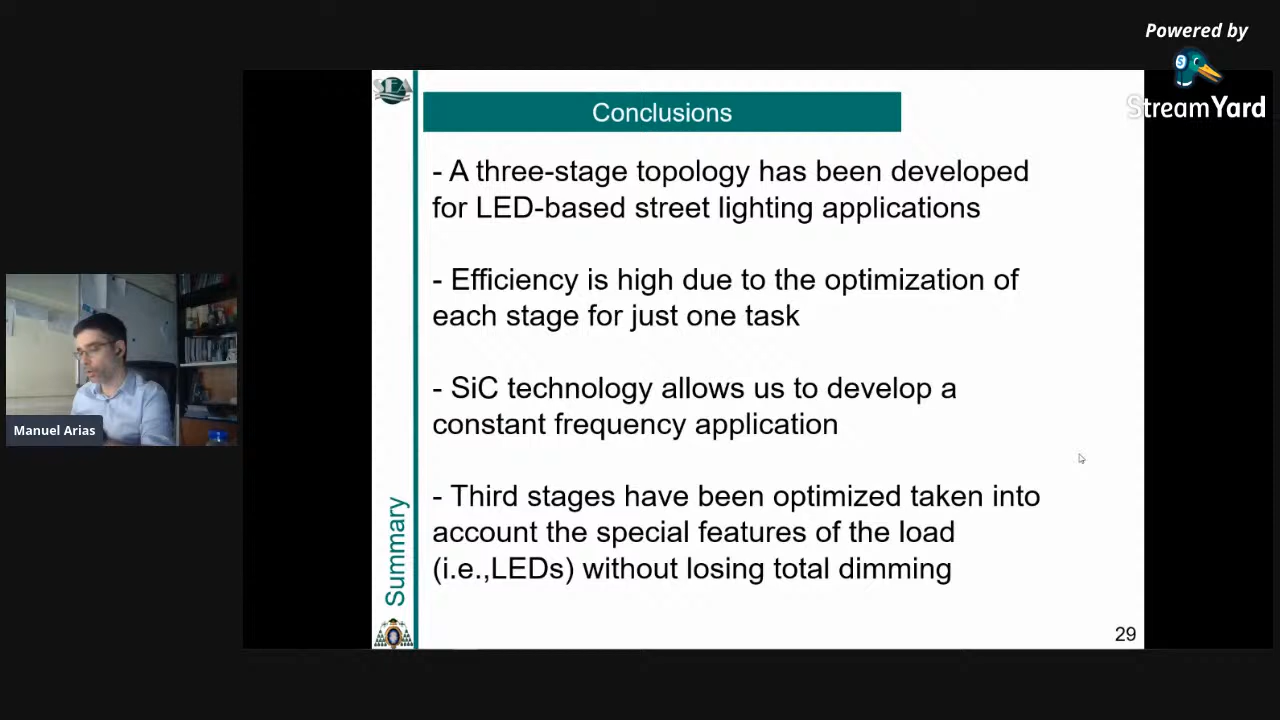 Powered by
StreamYard
SEA
Conclusions
- A three-stage topology has been developed
for LED-based street lighting applications
- Efficiency is high due to the optimization of
each stage for just one task
- SiC technology allows us to develop a
constant frequency application
- Third stages have been optimized taken into
account the special features of the load
(i.e.,LEDs) without losing total dimming
Summary
29
Manuel Arias